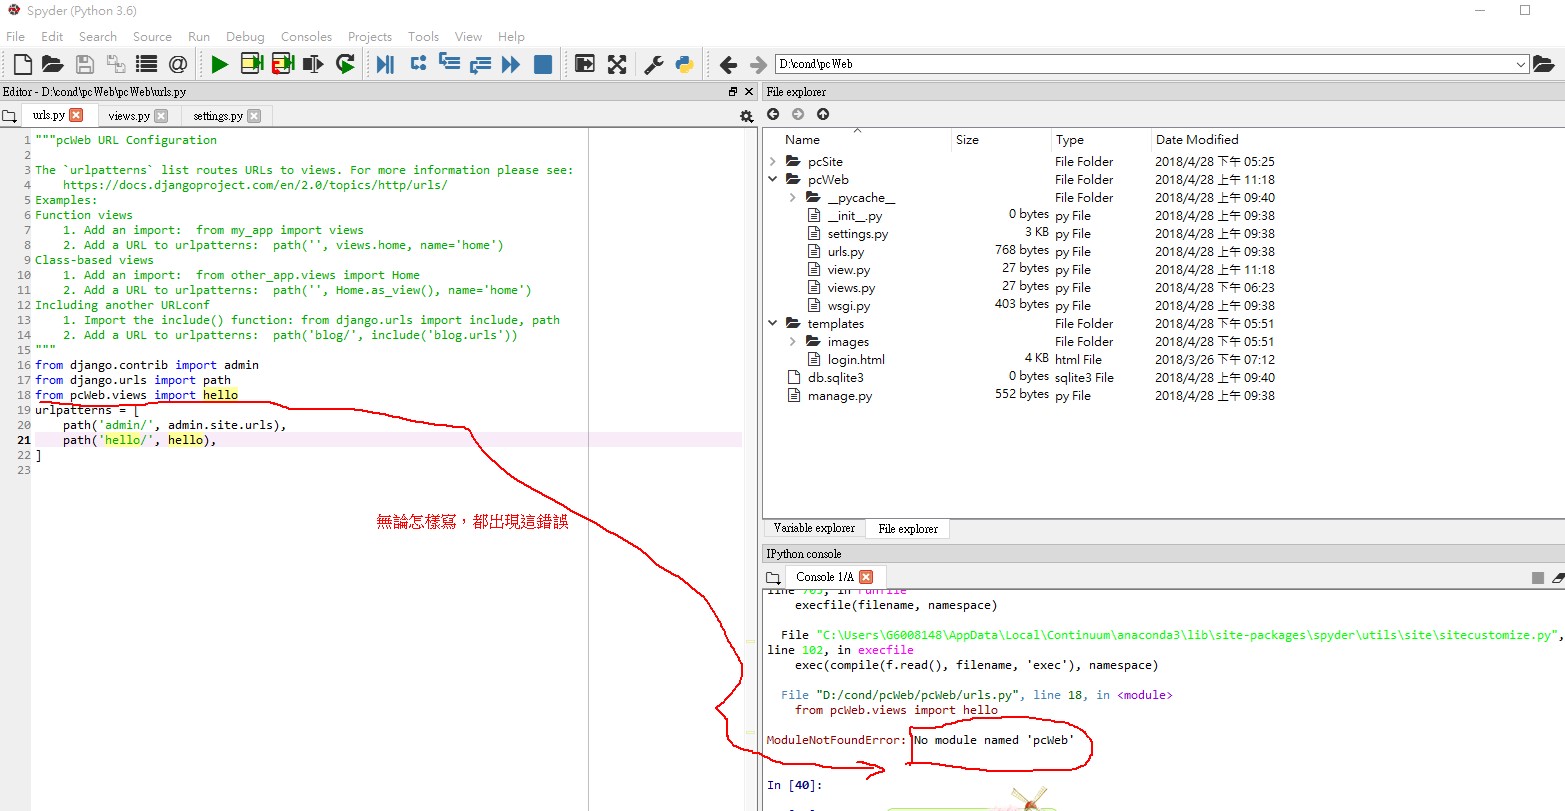 Spyder (Python 3.6)
File Edit Search Source Run Debug Consoles Projects Tools View Help
D:\cond\pcWeb
Editor - D:\cond\pcWeb\pcWeb\urls.py
urls.py views.py settings.py
1 """pcWeb URL Configuration
2
3 The `urlpatterns` list routes URLs to views. For more information please see:
4     https://docs.djangoproject.com/en/2.0/topics/http/urls/
5 Examples:
6 Function views
7     1. Add an import:  from my_app import views
8     2. Add a URL to urlpatterns:  path('', views.home, name='home')
9 Class-based views
10     1. Add an import:  from other_app.views import Home
11     2. Add a URL to urlpatterns:  path('', Home.as_view(), name='home')
12 Including another URLconf
13     1. Import the include() function: from django.urls import include, path
14     2. Add a URL to urlpatterns:  path('blog/', include('blog.urls'))
15 """
16 from django.contrib import admin
17 from django.urls import path
18 from pcWeb.views import hello
19 urlpatterns = [
20     path('admin/', admin.site.urls),
21     path('hello/', hello),
22 ]
23
無論怎樣寫，都出現這錯誤
File explorer
Name Size Type Date Modified
pcSite File Folder 2018/4/28 下午 05:25
pcWeb File Folder 2018/4/28 上午 11:18
__pycache__ File Folder 2018/4/28 上午 09:40
__init__.py 0 bytes py File 2018/4/28 上午 09:38
settings.py 3 KB py File 2018/4/28 上午 09:38
urls.py 768 bytes py File 2018/4/28 上午 09:38
view.py 27 bytes py File 2018/4/28 上午 11:18
views.py 27 bytes py File 2018/4/28 下午 06:23
wsgi.py 403 bytes py File 2018/4/28 上午 09:38
templates File Folder 2018/4/28 下午 05:51
images File Folder 2018/4/28 下午 05:51
login.html 4 KB html File 2018/3/26 下午 07:12
db.sqlite3 0 bytes sqlite3 File 2018/4/28 上午 09:40
manage.py 552 bytes py File 2018/4/28 上午 09:38
Variable explorer File explorer
IPython console
Console 1/A
line 705, in runfile
    execfile(filename, namespace)
  File "C:\Users\G6008148\AppData\Local\Continuum\anaconda3\lib\site-packages\spyder\utils\site\sitecustomize.py",
line 102, in execfile
    exec(compile(f.read(), filename, 'exec'), namespace)
  File "D:/cond/pcWeb/pcWeb/urls.py", line 18, in <module>
    from pcWeb.views import hello
ModuleNotFoundError: No module named 'pcWeb'
In [40]: